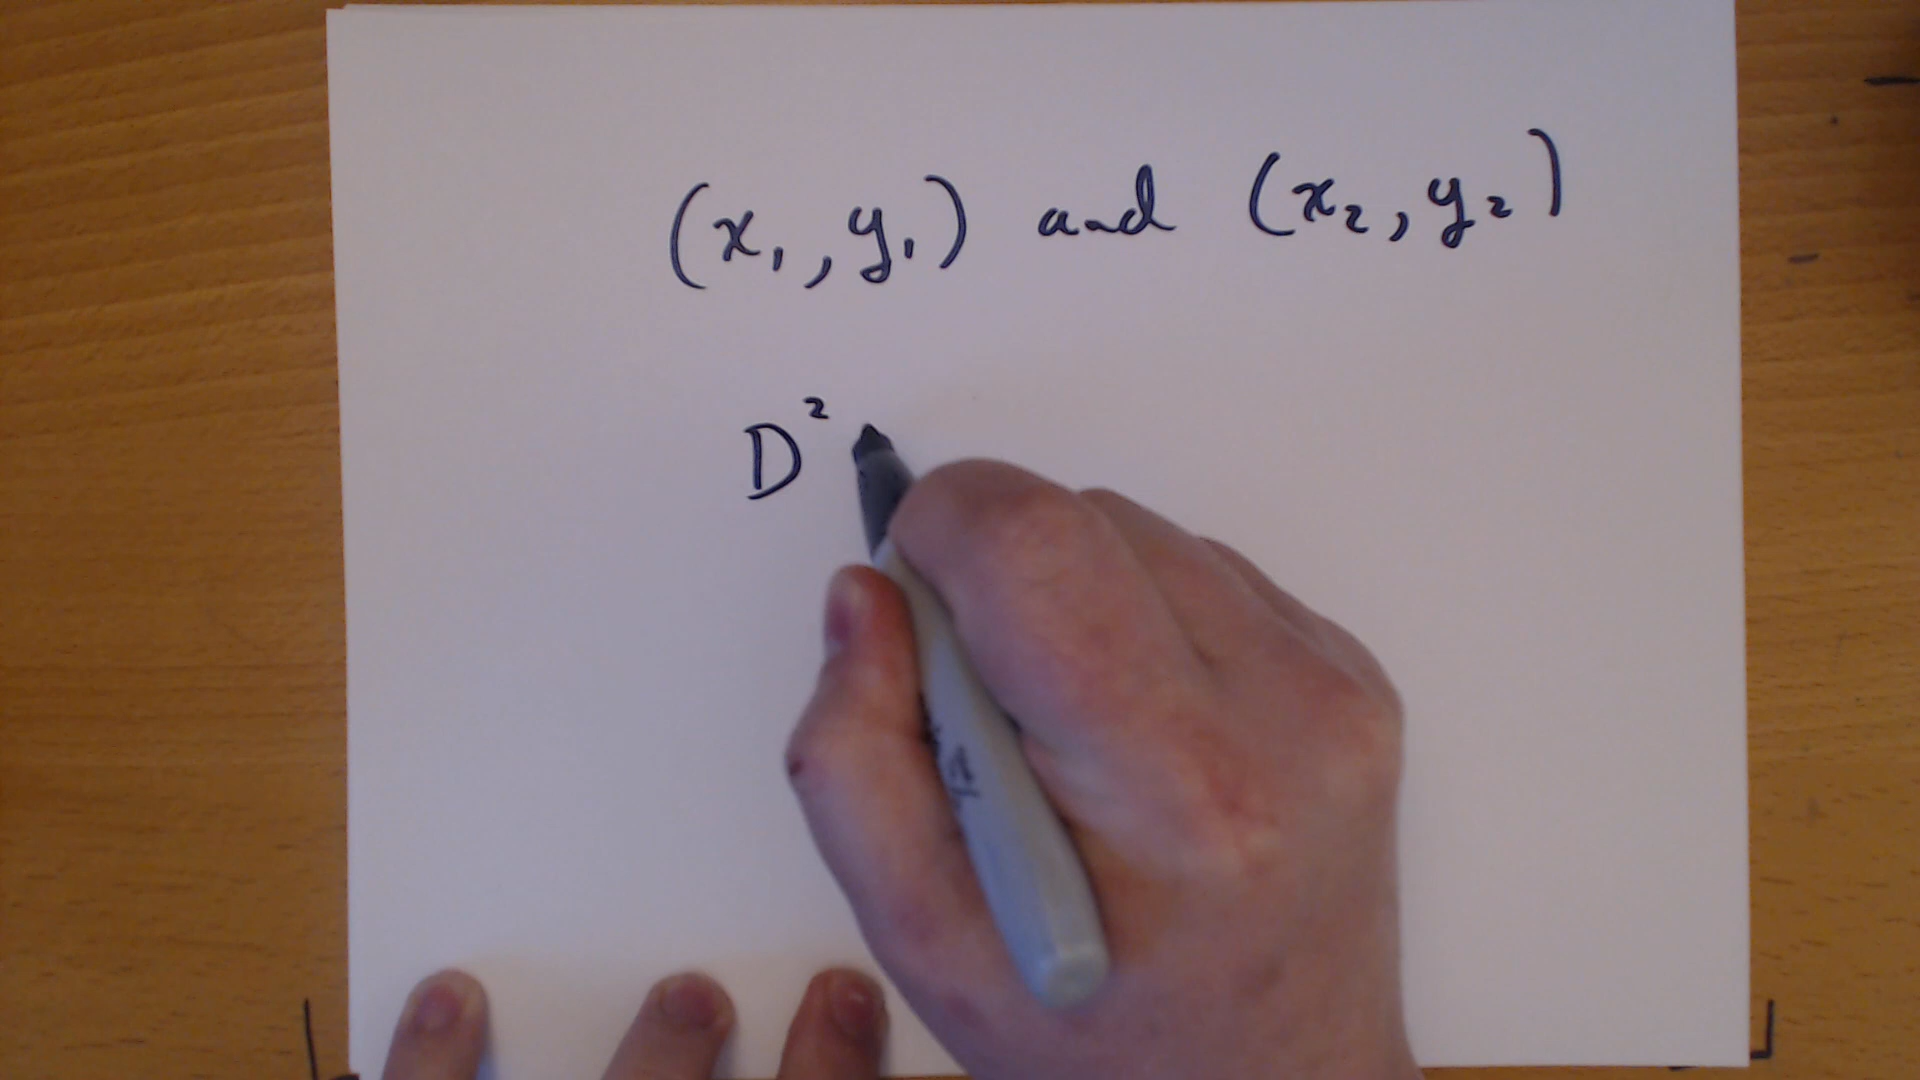 (x₁, y₁) and (x₂, y₂)
D²